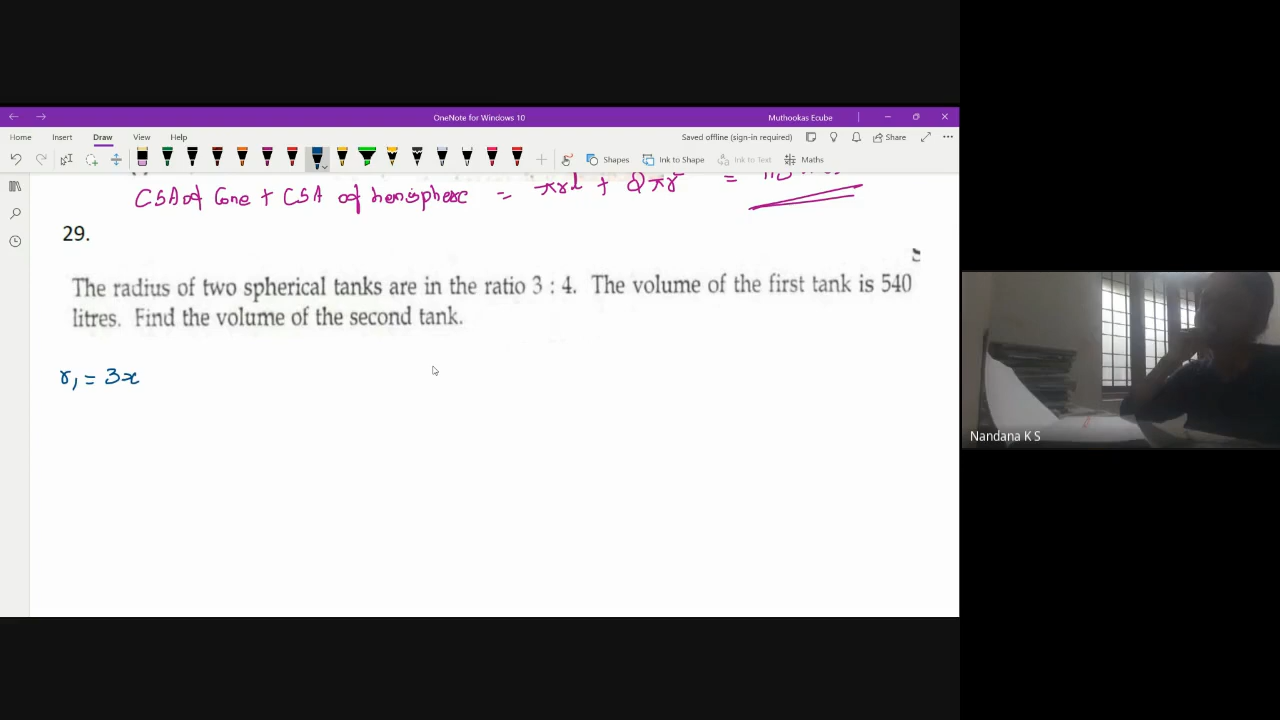 OneNote for Windows 10
Muthookas Ecube
Home Insert Draw View Help
Saved offline (sign-in required)
Share
Shapes
Ink to Shape
Ink to Text
Maths
CSA of Cone + CSA of hemisphere = πrl + 2πr² =
29.
The radius of two spherical tanks are in the ratio 3 : 4. The volume of the first tank is 540
litres. Find the volume of the second tank.
r₁ = 3x
Nandana K S